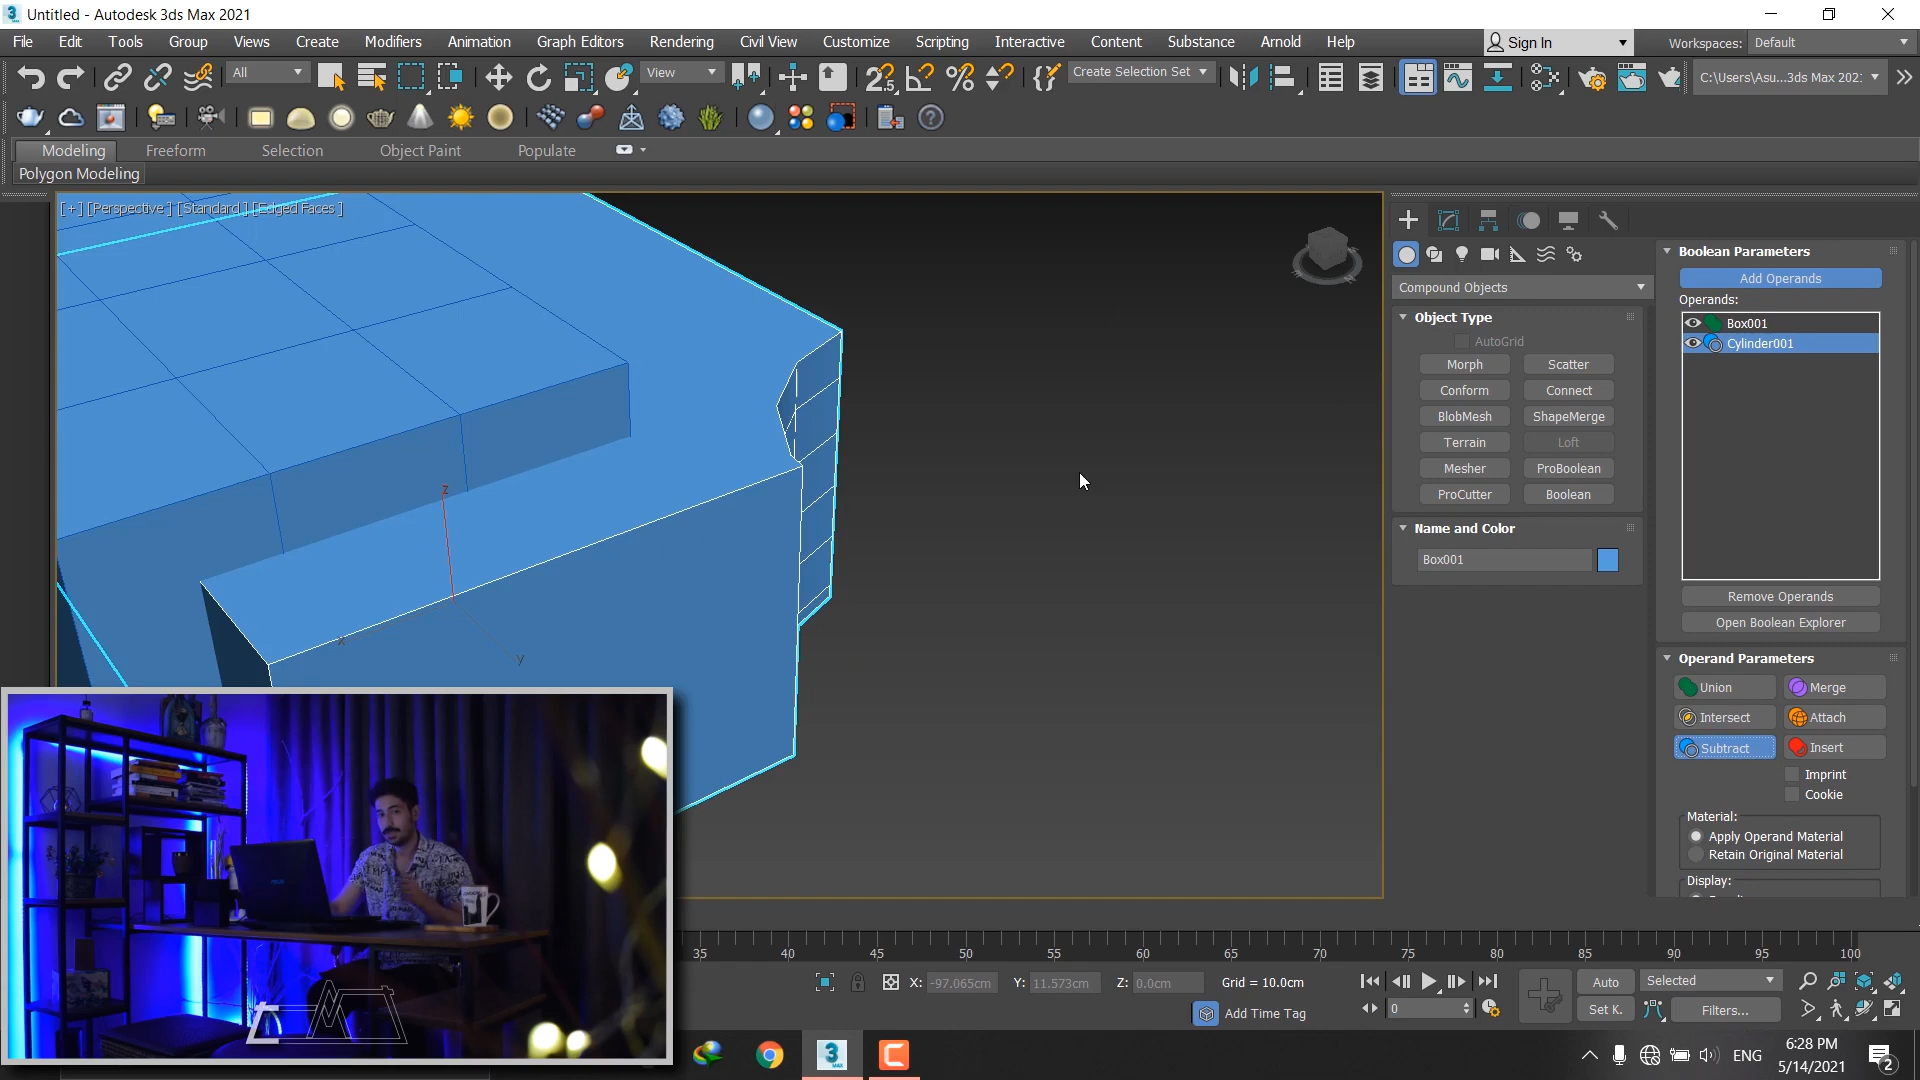 Untitled - Autodesk 3ds Max 2021
File Edit Tools Group Views Create Modifiers Animation Graph Editors Rendering Civil View Customize Scripting Interactive Content Substance Arnold Help Sign In Workspaces: Default
All View Create Selection Set C:\Users\Asu...3ds Max 202:
Modeling Freeform Selection Object Paint Populate
Polygon Modeling
[+] [Perspective ] [Standard ] [Edged Faces ]
Boolean Parameters
Add Operands
Compound Objects
Operands:
Object Type
Box001
AutoGrid
Cylinder001
Morph Scatter
Conform Connect
BlobMesh ShapeMerge
Terrain Loft
Mesher ProBoolean
ProCutter Boolean
Name and Color
Box001
Remove Operands
Open Boolean Explorer
Operand Parameters
Union Merge
Intersect Attach
Subtract Insert
Imprint
Cookie
Material:
Apply Operand Material
Retain Original Material
Display:
z
x
y
35 40 45 50 55 60 65 70 75 80 85 90 95 100
X: -97.065cm Y: 11.573cm Z: 0.0cm Grid = 10.0cm Auto Selected
Add Time Tag 0 Set K. Filters...
ENG 6:28 PM
5/14/2021 2